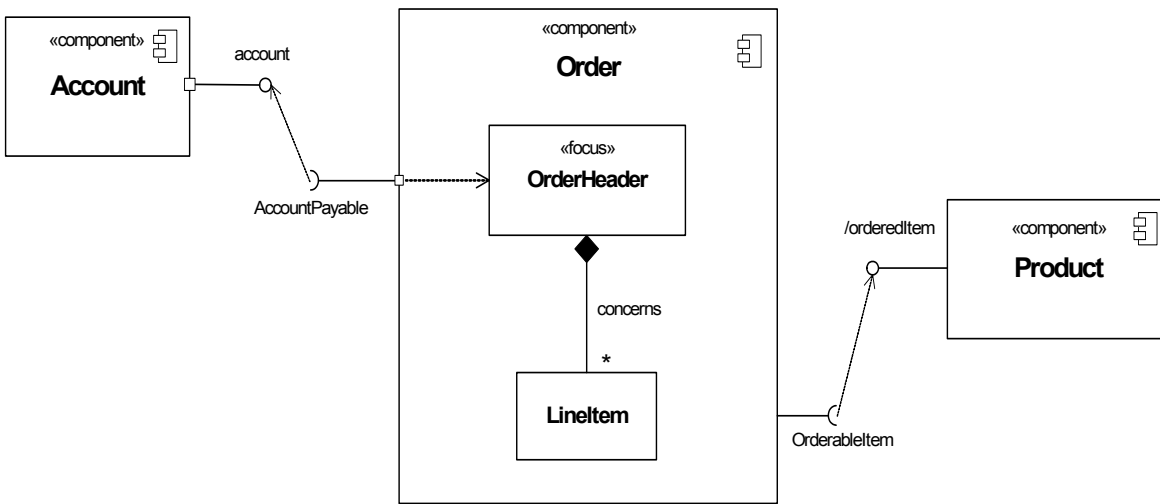 «component»
Account
account
AccountPayable
«component»
Order
«focus»
OrderHeader
concerns
*
LineItem
OrderableItem
/orderedItem
«component»
Product